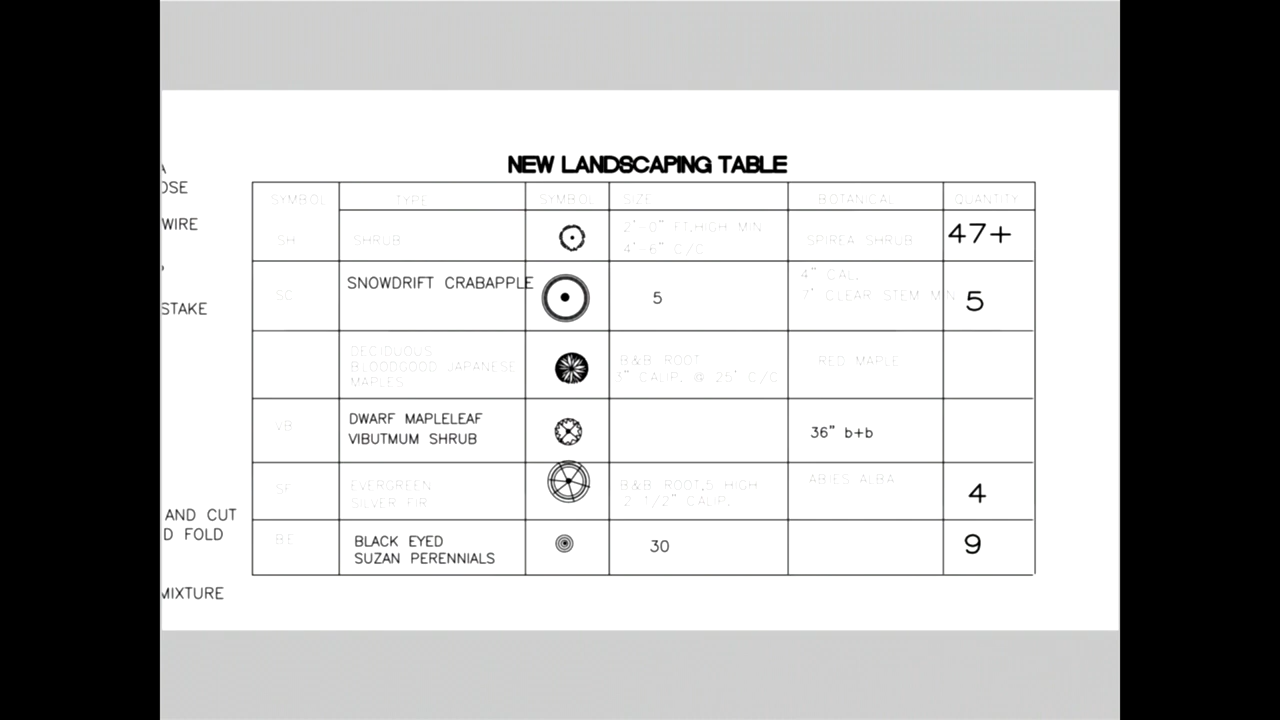 A
OSE
WIRE
STAKE
AND CUT
D FOLD
MIXTURE
NEW LANDSCAPING TABLE
SYMBOL TYPE SYMBOL SIZE BOTANICAL QUANTITY
SH SHRUB 2'-0" FT.HIGH MIN
4'-6" C/C SPIREA SHRUB 47+
SC SNOWDRIFT CRABAPPLE 5 4" CAL.
7' CLEAR STEM MIN 5
DECIDUOUS
BLOODGOOD JAPANESE
MAPLES B&B ROOT
3" CALIP. @ 25' C/C RED MAPLE
VB DWARF MAPLELEAF
VIBUTMUM SHRUB 36" b+b
SF EVERGREEN
SILVER FIR B&B ROOT,5 HIGH
2 1/2" CALIP. ABIES ALBA 4
BE BLACK EYED
SUZAN PERENNIALS 30 9